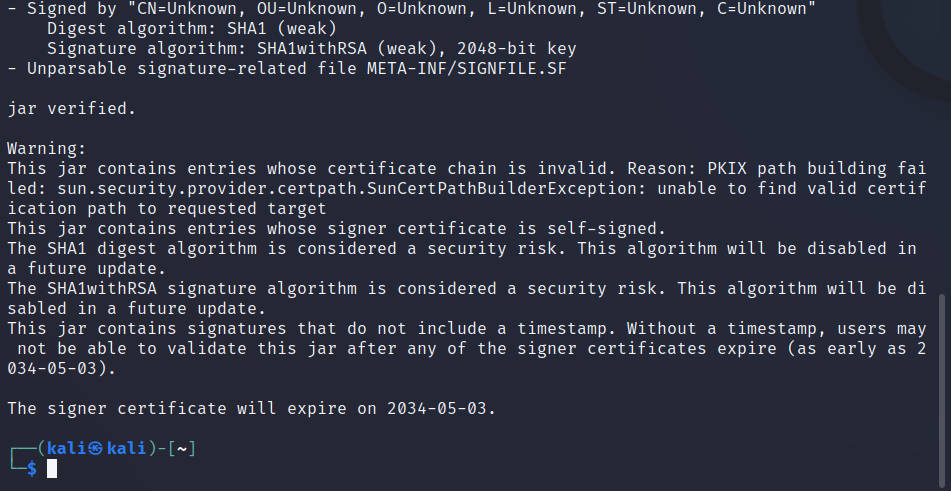 - Signed by "CN=Unknown, OU=Unknown, O=Unknown, L=Unknown, ST=Unknown, C=Unknown"
    Digest algorithm: SHA1 (weak)
    Signature algorithm: SHA1withRSA (weak), 2048-bit key
- Unparsable signature-related file META-INF/SIGNFILE.SF
jar verified.
Warning:
This jar contains entries whose certificate chain is invalid. Reason: PKIX path building fai
led: sun.security.provider.certpath.SunCertPathBuilderException: unable to find valid certif
ication path to requested target
This jar contains entries whose signer certificate is self-signed.
The SHA1 digest algorithm is considered a security risk. This algorithm will be disabled in
a future update.
The SHA1withRSA signature algorithm is considered a security risk. This algorithm will be di
sabled in a future update.
This jar contains signatures that do not include a timestamp. Without a timestamp, users may
 not be able to validate this jar after any of the signer certificates expire (as early as 2
034-05-03).
The signer certificate will expire on 2034-05-03.
┌──(kali㉿kali)-[~]
└─$